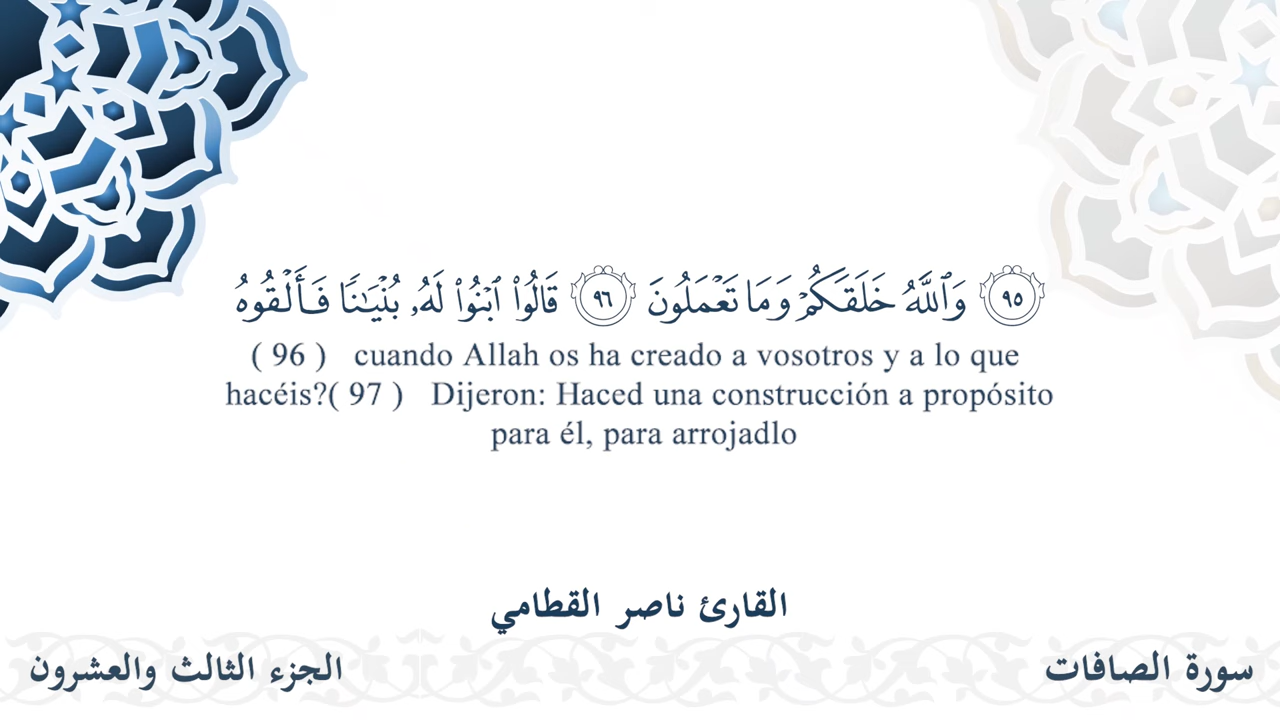 ٩٥ وَٱللَّهُ خَلَقَكُمۡ وَمَا تَعۡمَلُونَ ٩٦ قَالُواْ ٱبۡنُواْ لَهُۥ بُنۡيَٰنٗا فَأَلۡقُوهُ
( 96 ) cuando Allah os ha creado a vosotros y a lo que
hacéis?( 97 ) Dijeron: Haced una construcción a propósito
para él, para arrojadlo
القارئ ناصر القطامي
سورة الصافات
الجزء الثالث والعشرون